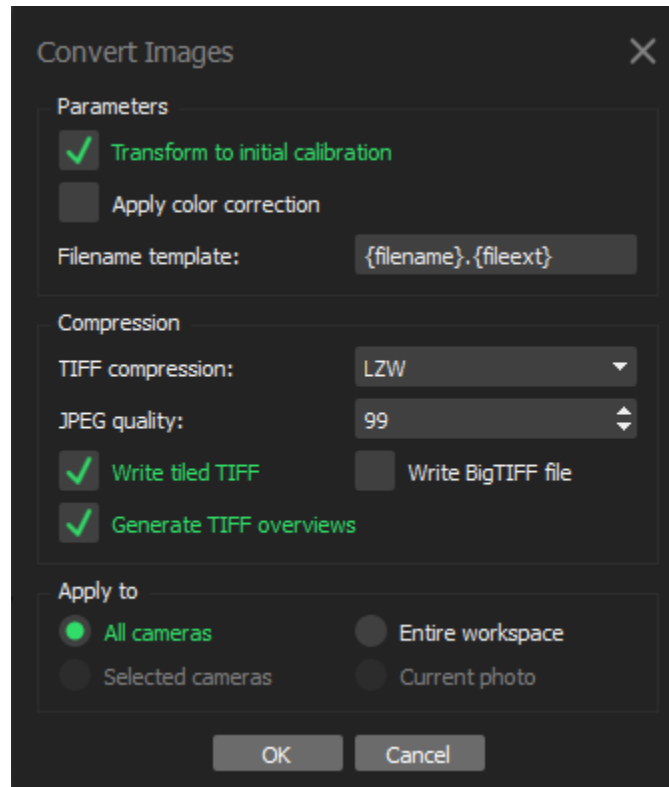 Convert Images
Parameters
Transform to initial calibration
Apply color correction
Filename template: {filename}.{fileext}
Compression
TIFF compression: LZW
JPEG quality: 99
Write tiled TIFF Write BigTIFF file
Generate TIFF overviews
Apply to
All cameras Entire workspace
Selected cameras Current photo
OK Cancel